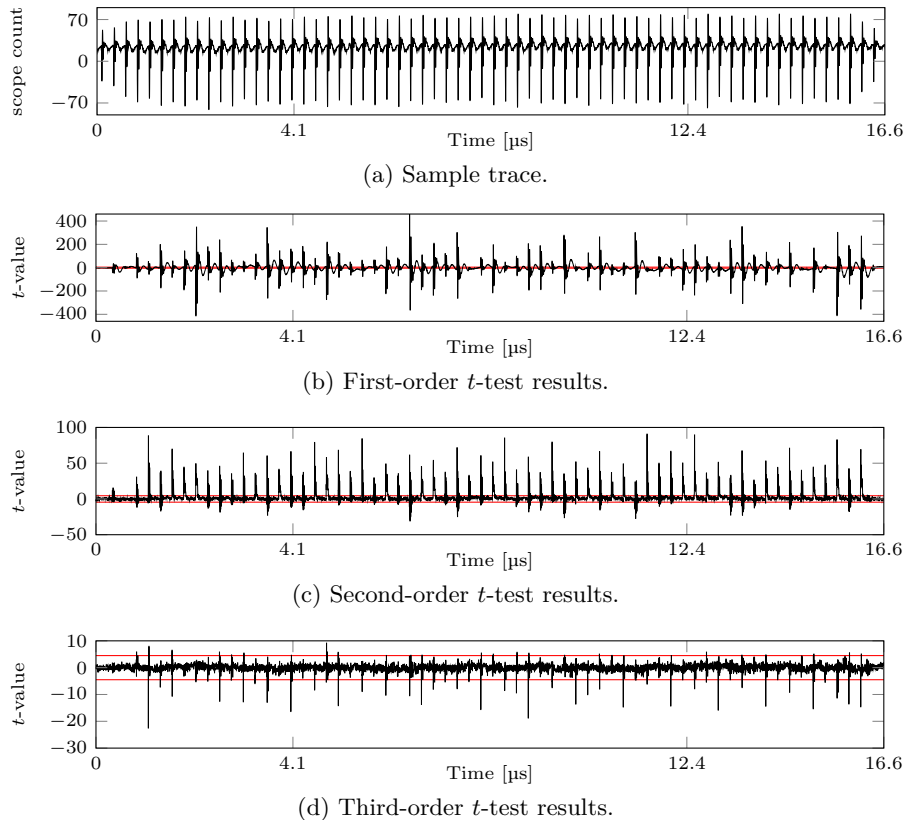 scope count
70
0
−70
0
4.1
12.4
16.6
Time [µs]
(a) Sample trace.
t-value
400
200
0
−200
−400
0
4.1
12.4
16.6
Time [µs]
(b) First-order t-test results.
t-value
100
50
0
−50
0
4.1
12.4
16.6
Time [µs]
(c) Second-order t-test results.
t-value
10
0
−10
−20
−30
0
4.1
12.4
16.6
Time [µs]
(d) Third-order t-test results.